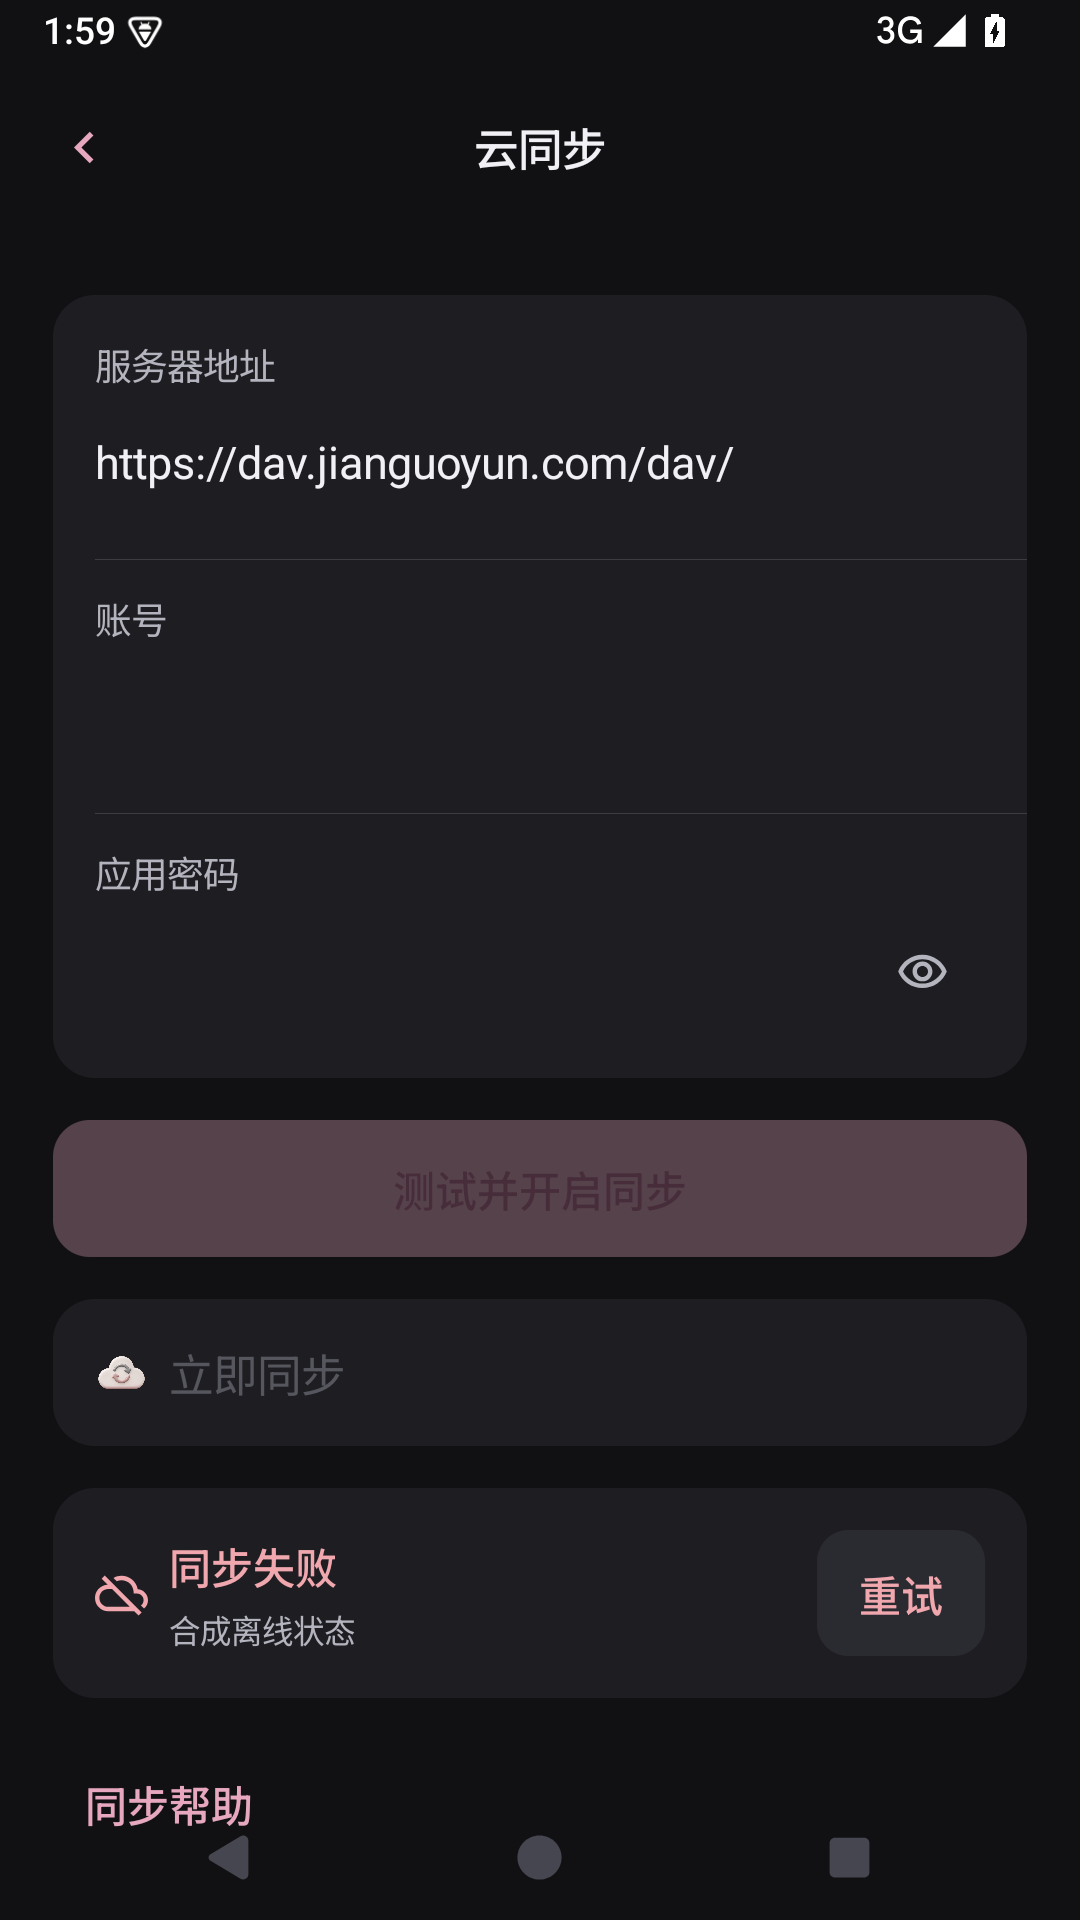 1:59
3G
云同步
服务器地址
https://dav.jianguoyun.com/dav/
账号
应用密码
测试并开启同步
立即同步
同步失败
合成离线状态
重试
同步帮助